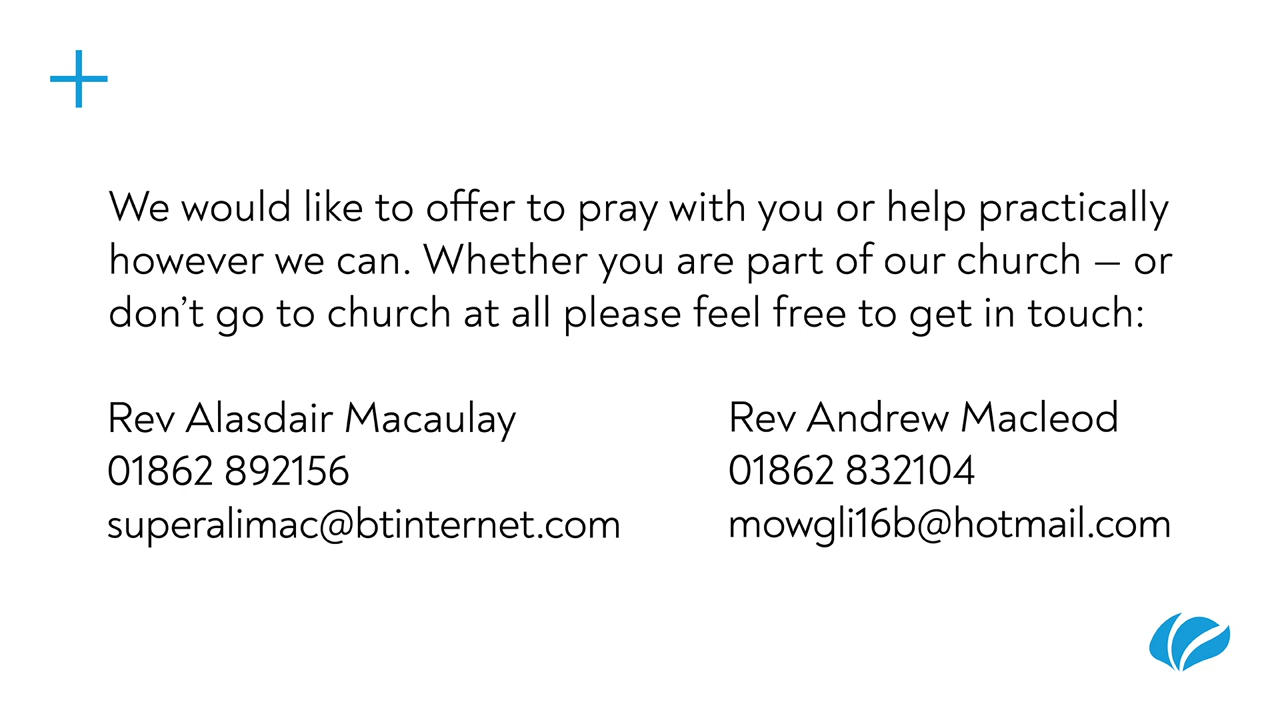 We would like to offer to pray with you or help practically
however we can. Whether you are part of our church — or
don’t go to church at all please feel free to get in touch:
Rev Alasdair Macaulay
01862 892156
superalimac@btinternet.com
Rev Andrew Macleod
01862 832104
mowgli16b@hotmail.com